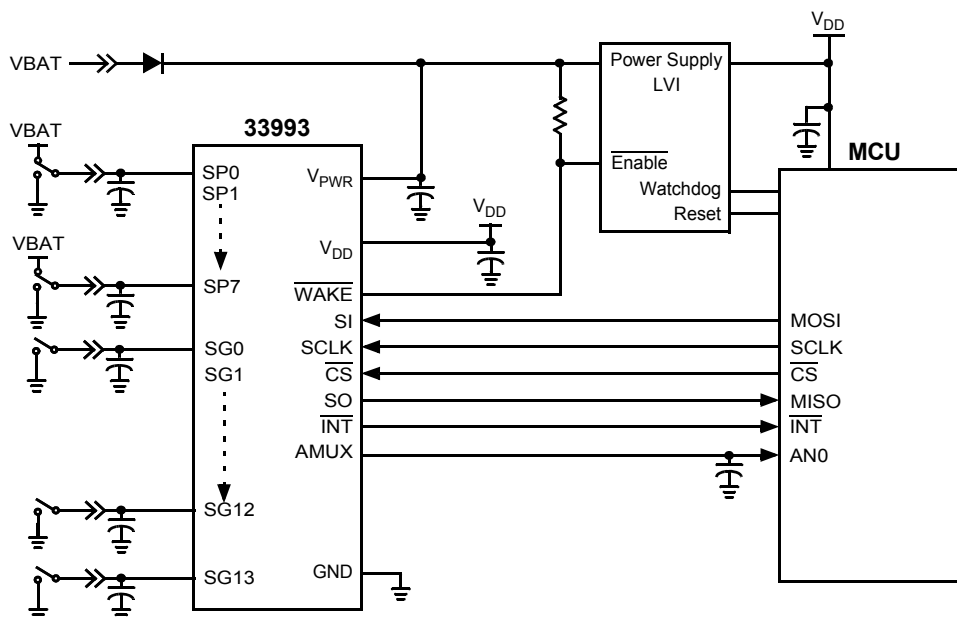 VDD
VBAT
Power Supply
LVI
VBAT
33993
MCU
SP0
SP1
VPWR
Enable
Watchdog
Reset
VDD
VBAT
VDD
SP7
WAKE
SI
MOSI
SG0
SCLK
SCLK
SG1
CS
CS
SO
MISO
INT
INT
AMUX
AN0
SG12
SG13
GND